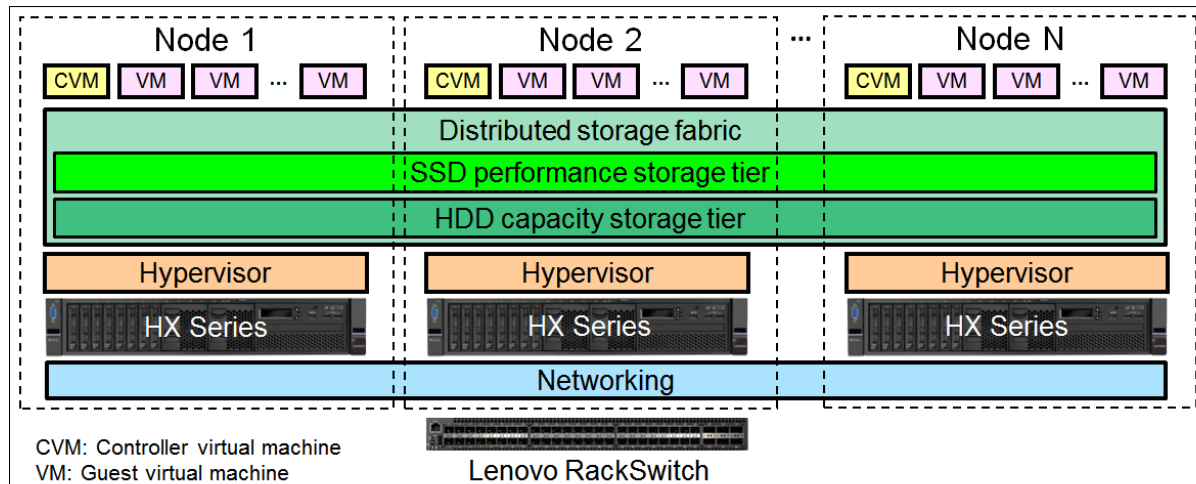 Node 1
Node 2
...
Node N
CVM VM VM ... VM
CVM VM VM ... VM
CVM VM VM ... VM
Distributed storage fabric
SSD performance storage tier
HDD capacity storage tier
Hypervisor
Hypervisor
Hypervisor
HX Series
HX Series
HX Series
Networking
CVM: Controller virtual machine
VM: Guest virtual machine
Lenovo RackSwitch